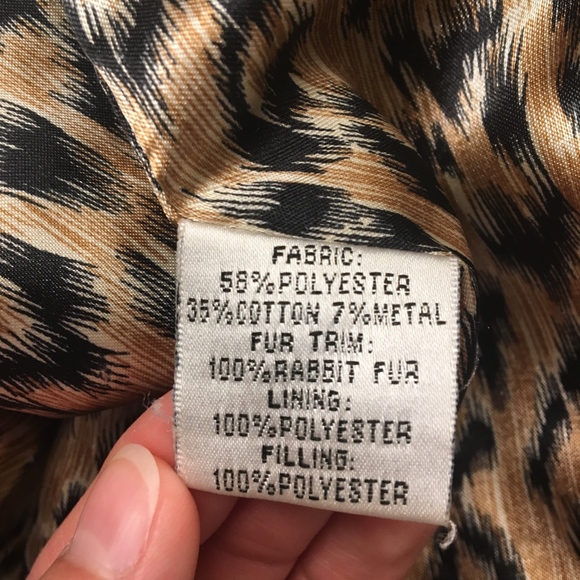 FABRIC:
58%POLYESTER
35%COTTON 7%METAL
FUR TRIM:
100%RABBIT FUR
LINING:
100%POLYESTER
FILLING:
100%POLYESTER